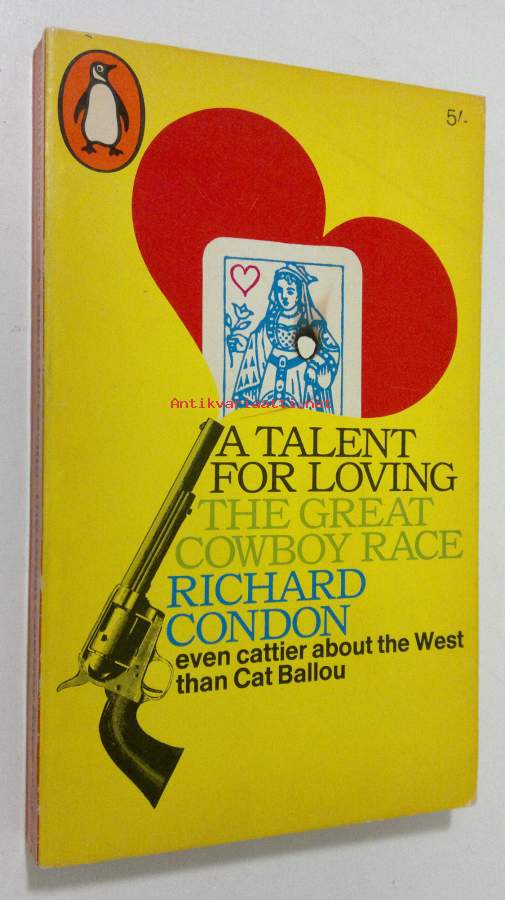 5/-
Antikvariaatti.net
A TALENT
FOR LOVING
THE GREAT
COWBOY RACE
RICHARD
CONDON
even cattier about the West
than Cat Ballou